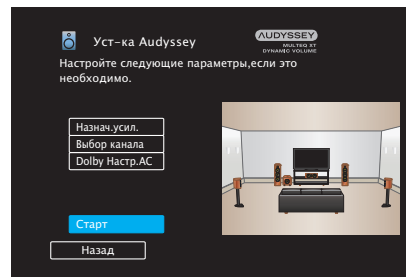 Уст-ка Audyssey
AUDYSSEY
MULTEQ XT
DYNAMIC VOLUME
Настройте следующие параметры,если это
необходимо.
Назнач.усил.
Выбор канала
Dolby Настр.АС
Старт
Назад